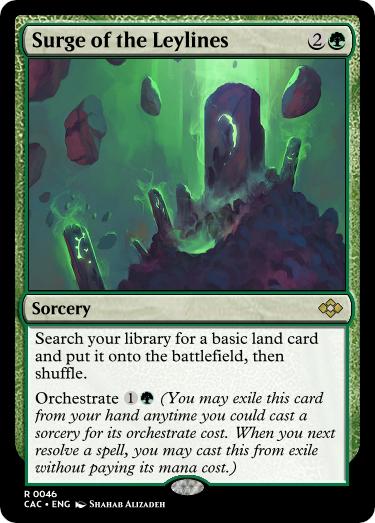 Surge of the Leylines 2
Sorcery
Search your library for a basic land card
and put it onto the battlefield, then
shuffle.
Orchestrate 1 (You may exile this card
from your hand anytime you could cast a
sorcery for its orchestrate cost. When you next
resolve a spell, you may cast this from exile
without paying its mana cost.)
R 0046
CAC • ENG Shahab Alizadeh